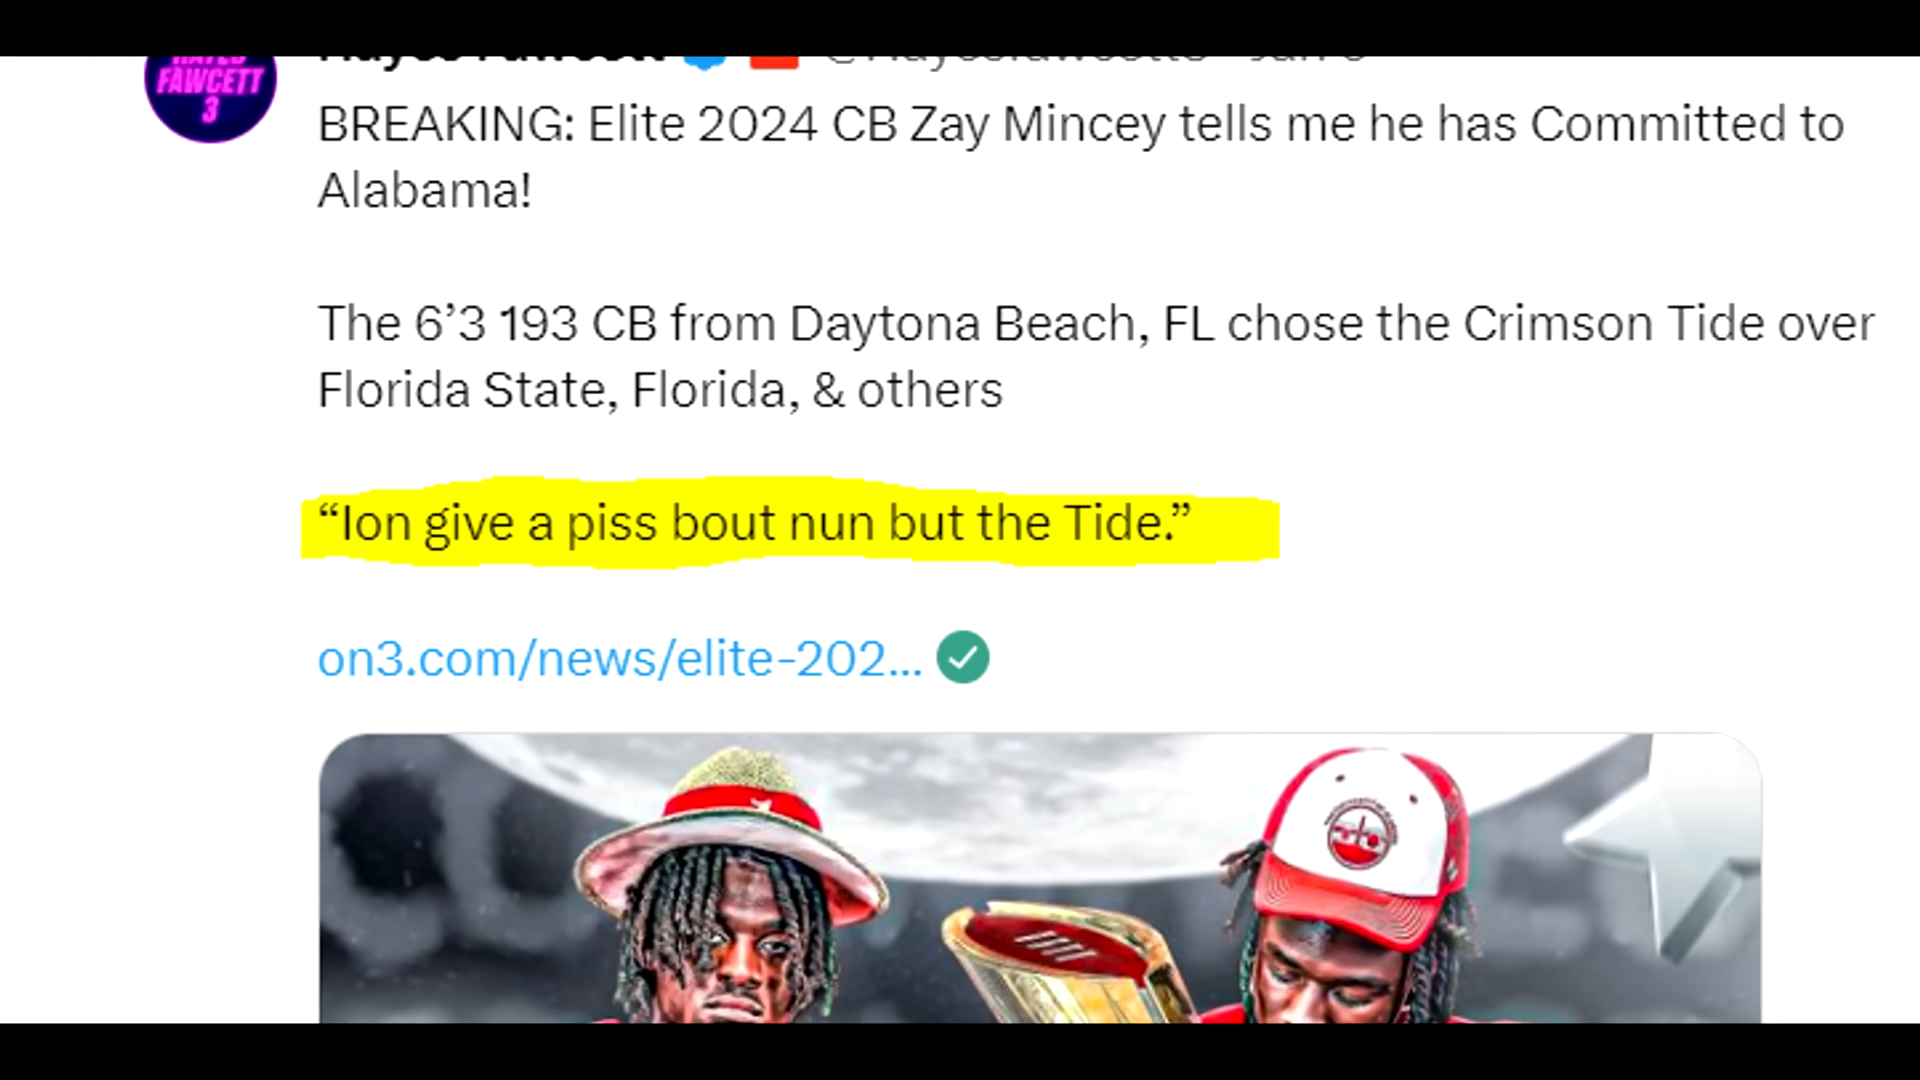 FAWCETT
3
BREAKING: Elite 2024 CB Zay Mincey tells me he has Committed to
Alabama!
The 6’3 193 CB from Daytona Beach, FL chose the Crimson Tide over
Florida State, Florida, & others
“Ion give a piss bout nun but the Tide.”
on3.com/news/elite-202...